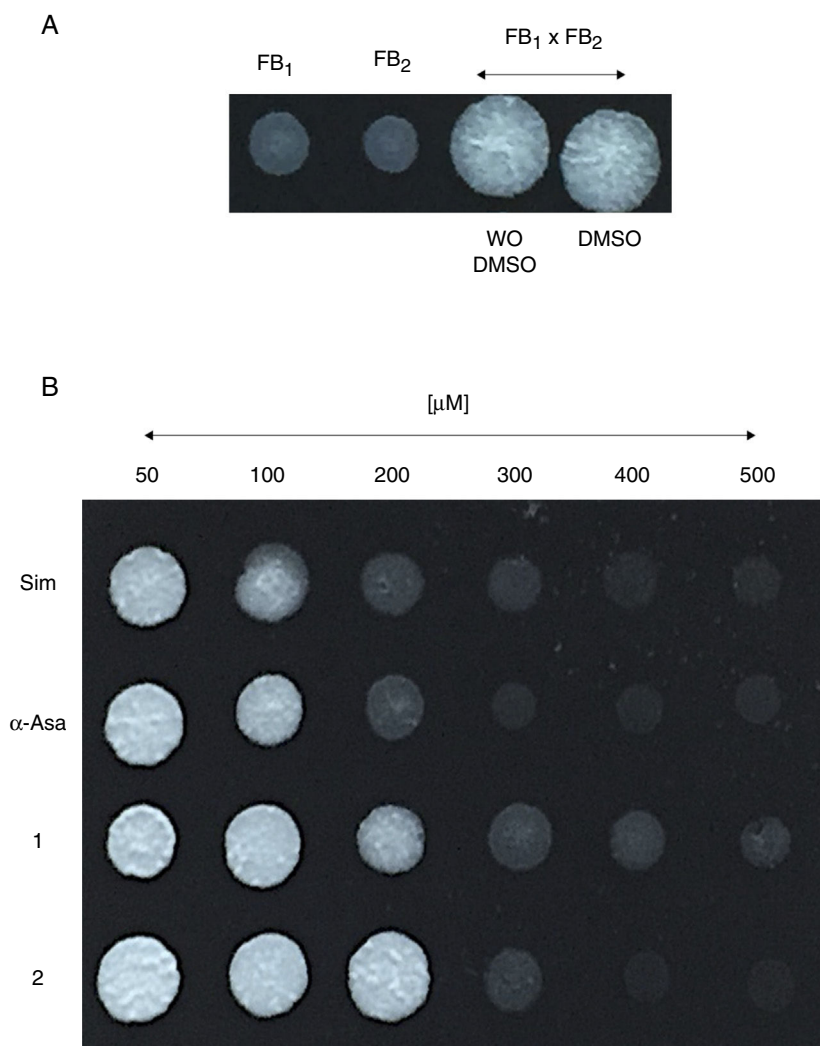 A
FB₁ FB₂ FB₁ x FB₂
WO DMSO
DMSO
B
[μM]
50 100 200 300 400 500
Sim
α-Asa
1
2